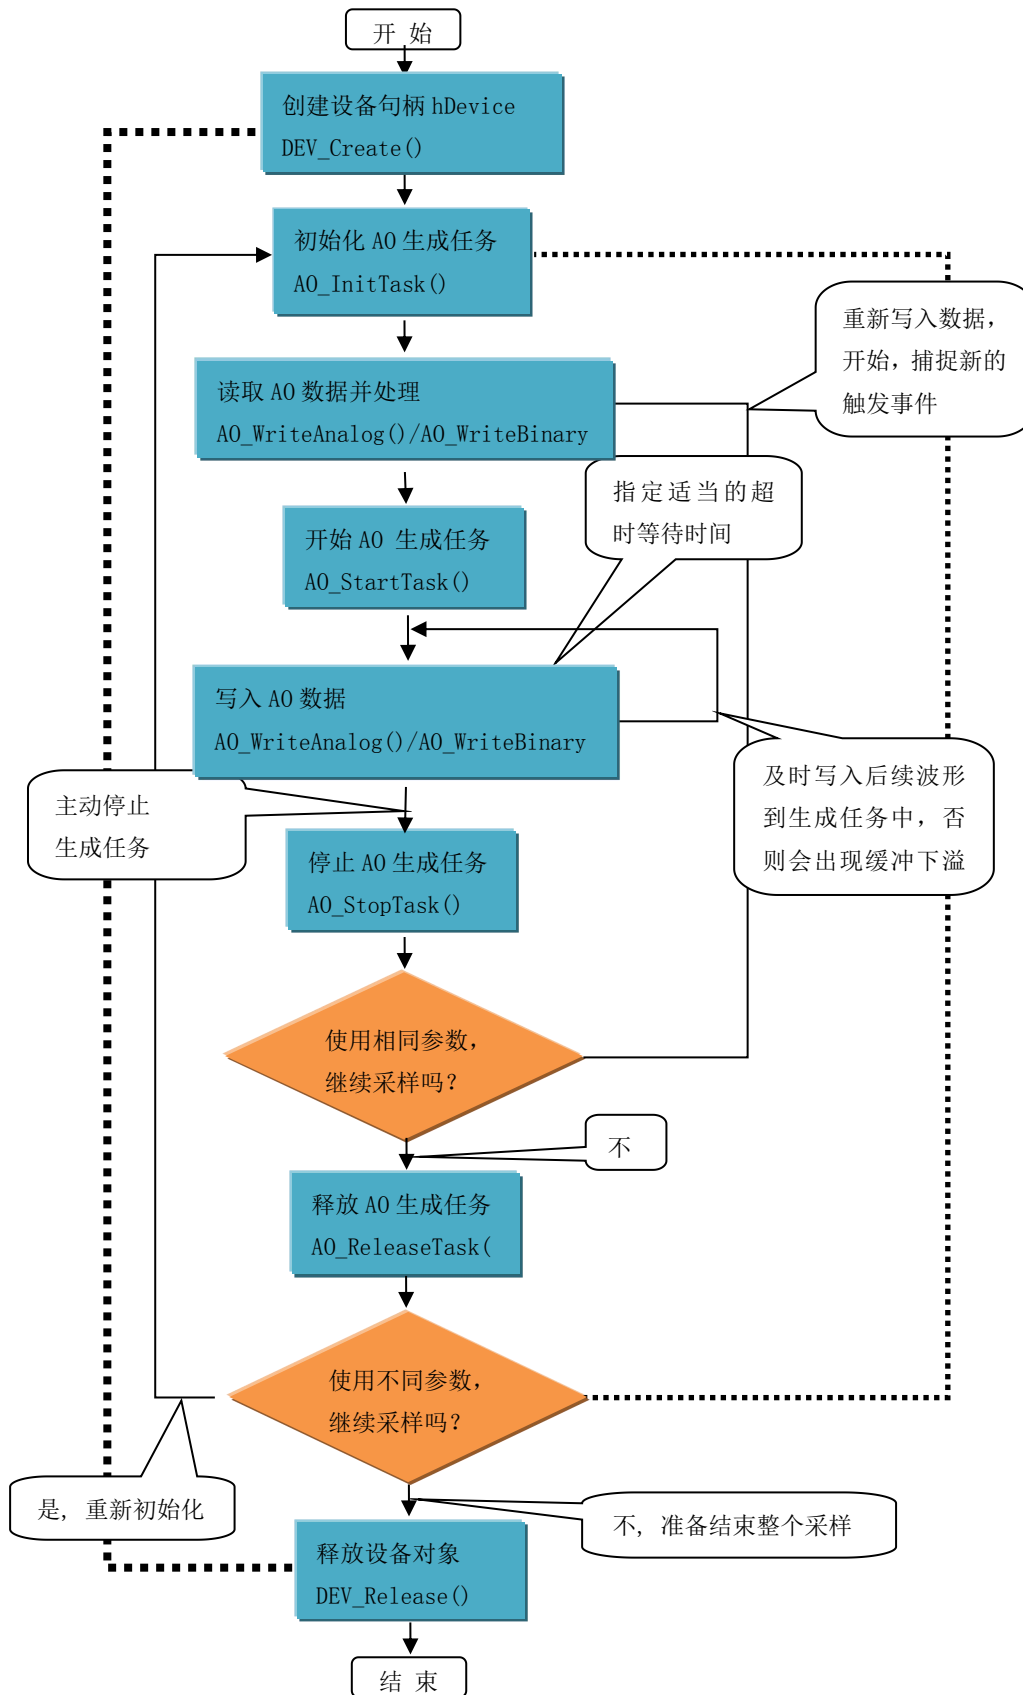 开 始
创建设备句柄 hDevice
DEV_Create()
初始化 AO 生成任务
AO_InitTask()
重新写入数据，
开始，捕捉新的
触发事件
读取 AO 数据并处理
AO_WriteAnalog()/AO_WriteBinary
指定适当的超
时等待时间
开始 AO 生成任务
AO_StartTask()
写入 AO 数据
AO_WriteAnalog()/AO_WriteBinary
及时写入后续波形
到生成任务中，否
则会出现缓冲下溢
主动停止
生成任务
停止 AO 生成任务
AO_StopTask()
使用相同参数，
继续采样吗？
不
释放 AO 生成任务
AO_ReleaseTask(
使用不同参数，
继续采样吗？
是，重新初始化
不，准备结束整个采样
释放设备对象
DEV_Release()
结 束